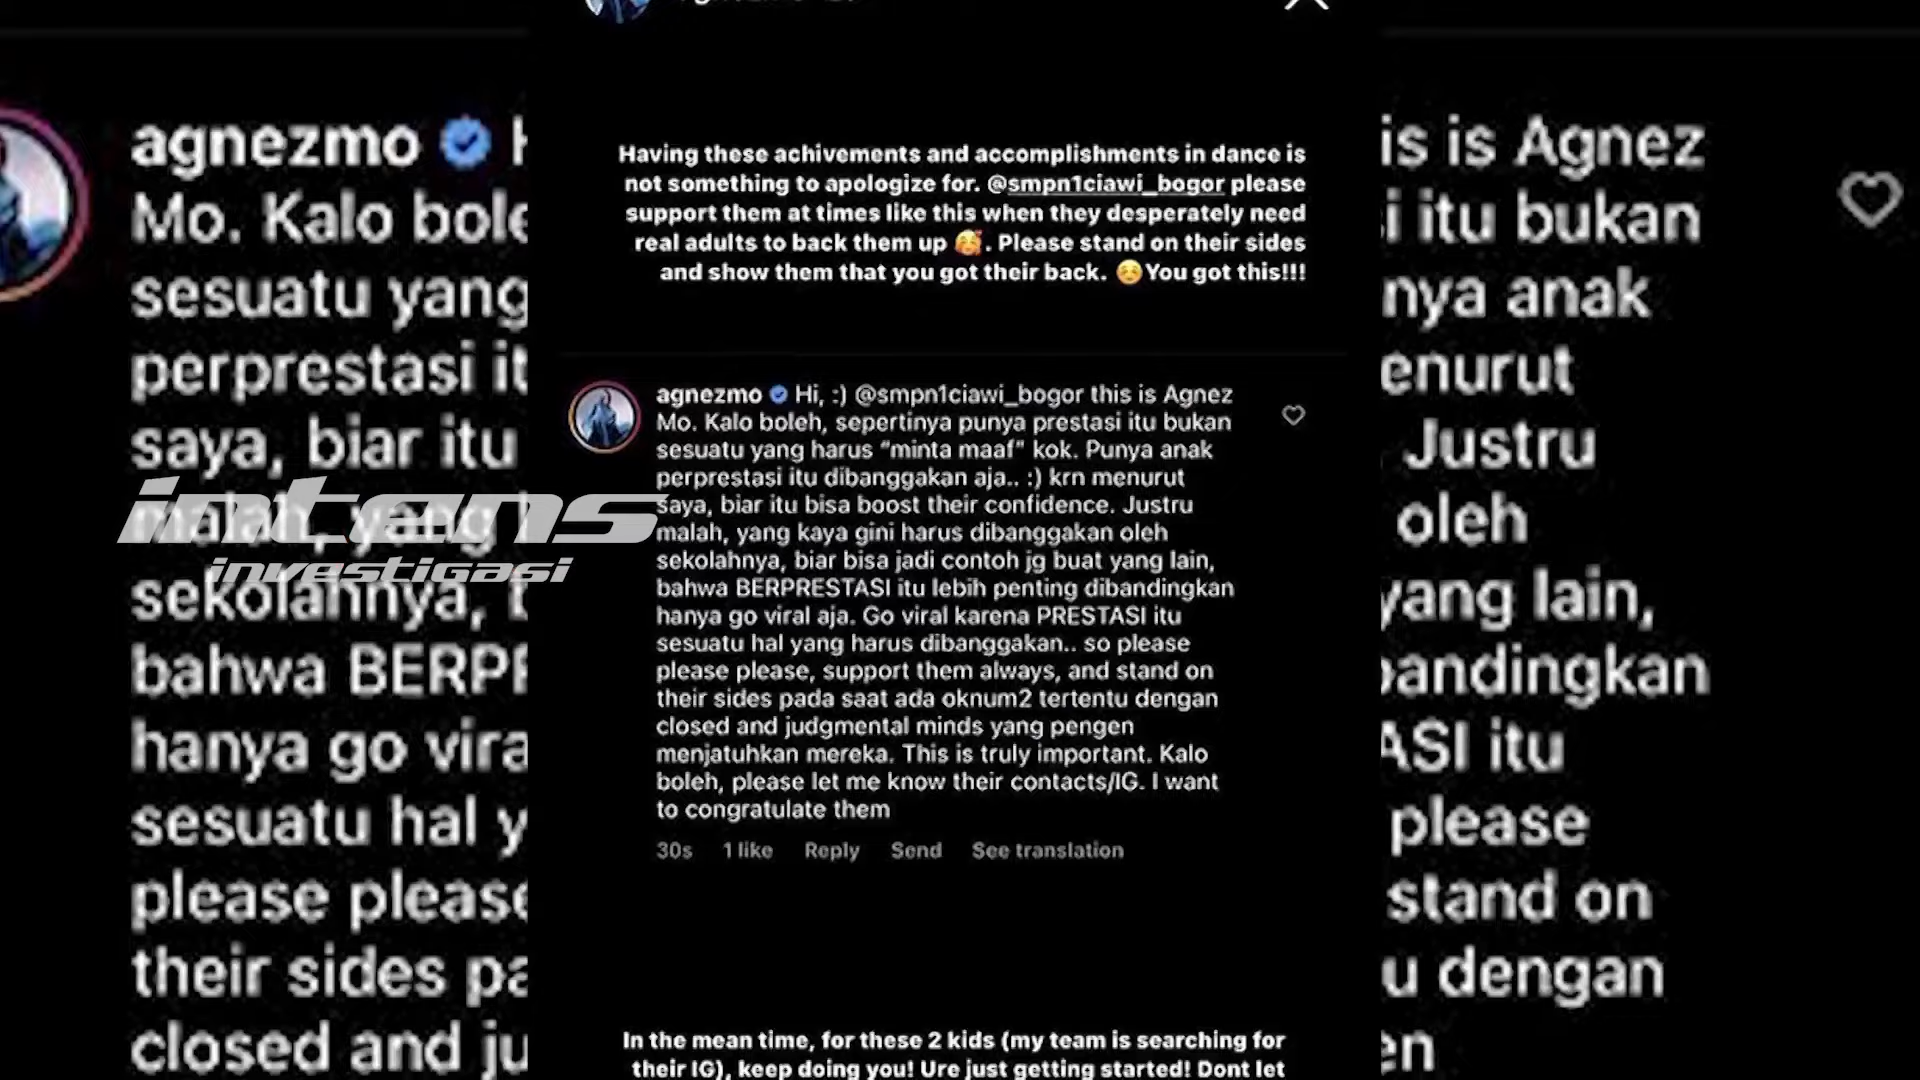 Having these achivements and accomplishments in dance is
not something to apologize for. @smpn1ciawi_bogor please
support them at times like this when they desperately need
real adults to back them up 🥰. Please stand on their sides
and show them that you got their back. ☺️You got this!!!
agnezmo Hi, :) @smpn1ciawi_bogor this is Agnez
Mo. Kalo boleh, sepertinya punya prestasi itu bukan
sesuatu yang harus “minta maaf” kok. Punya anak
perprestasi itu dibanggakan aja.. :) krn menurut
saya, biar itu bisa boost their confidence. Justru
malah, yang kaya gini harus dibanggakan oleh
sekolahnya, biar bisa jadi contoh jg buat yang lain,
bahwa BERPRESTASI itu lebih penting dibandingkan
hanya go viral aja. Go viral karena PRESTASI itu
sesuatu hal yang harus dibanggakan.. so please
please please, support them always, and stand on
their sides pada saat ada oknum2 tertentu dengan
closed and judgmental minds yang pengen
menjatuhkan mereka. This is truly important. Kalo
boleh, please let me know their contacts/IG. I want
to congratulate them
30s 1 like Reply Send See translation
In the mean time, for these 2 kids (my team is searching for
their IG), keep doing you! Ure just getting started! Dont let
agnezmo
Mo. Kalo bole
sesuatu yang
perprestasi it
saya, biar itu
malah, yang
sekolahnya, b
bahwa BERPR
hanya go vira
sesuatu hal y
please please
their sides pa
closed and ju
is is Agnez
i itu bukan
nya anak
enurut
Justru
oleh
yang lain,
bandingkan
ASI itu
please
stand on
u dengan
en
intens
investigasi